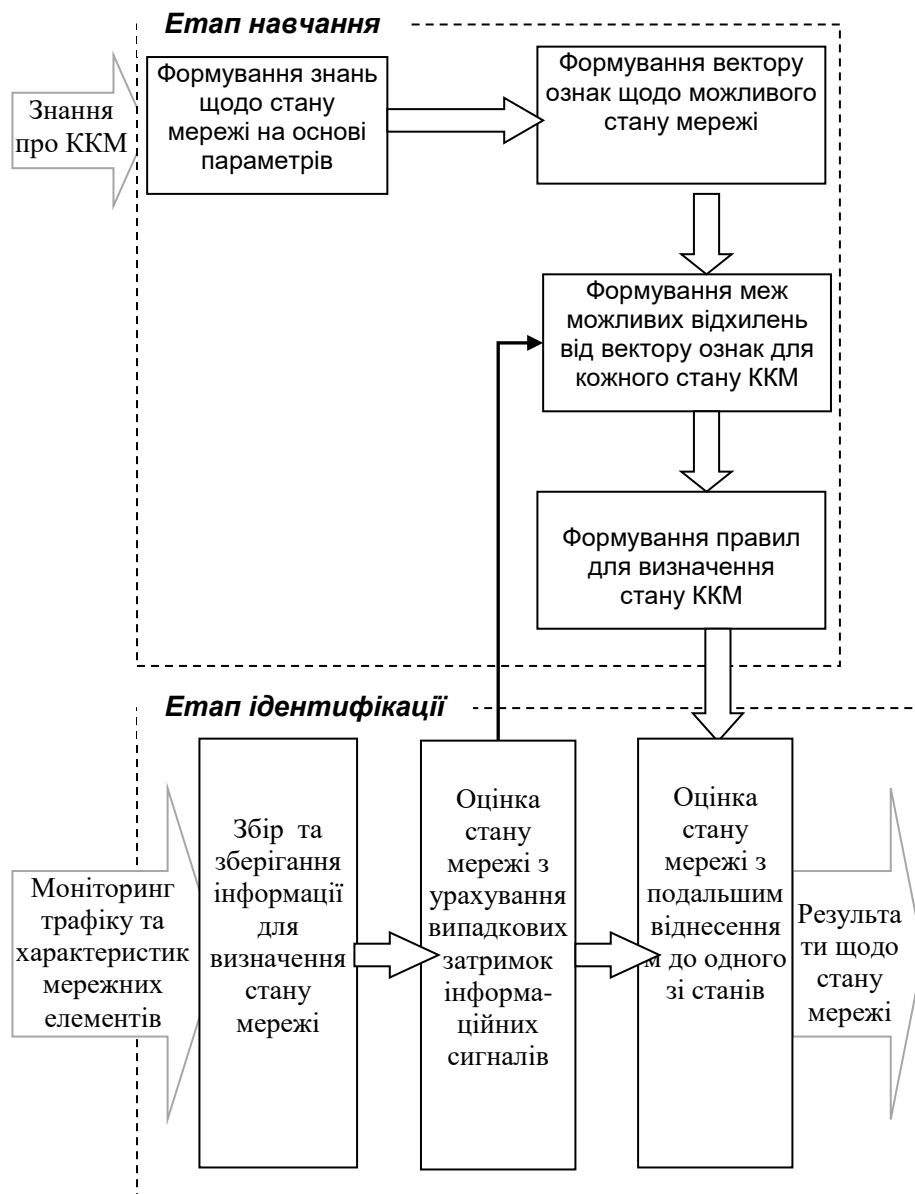 Етап навчання
Знання
про ККМ
Формування знань
щодо стану
мережі на основі
параметрів
Формування вектору
ознак щодо можливого
стану мережі
Формування меж
можливих відхилень
від вектору ознак для
кожного стану ККМ
Формування правил
для визначення
стану ККМ
Етап ідентифікації
Моніторинг
трафіку та
характеристик
мережних
елементів
Збір та
зберігання
інформації
для
визначення
стану
мережі
Оцінка
стану
мережі з
урахування
випадкових
затримок
інформа-
ційних
сигналів
Оцінка
стану
мережі з
подальшим
віднесення
м до одного
зі станів
Результа
ти щодо
стану
мережі